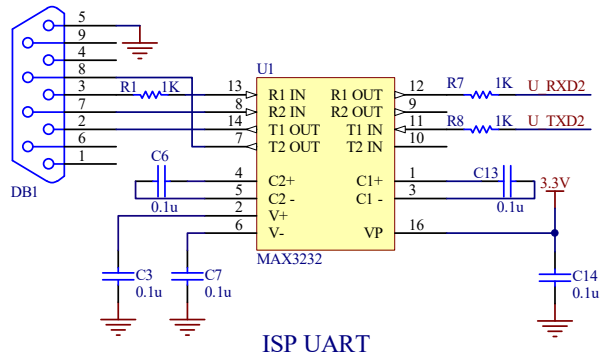 5
9
4
8
3
7
2
6
1
DB1
R1 1K
U1
13 R1 IN R1 OUT 12
8 R2 IN R2 OUT 9
14 T1 OUT T1 IN 11
7 T2 OUT T2 IN 10
R7 1K U_RXD2
R8 1K U_TXD2
C6
0.1u
4 C2+ C1+ 1
5 C2 - C1 - 3
2 V+
6 V- VP 16
MAX3232
C13
0.1u
3.3V
C3
0.1u
C7
0.1u
C14
0.1u
ISP UART